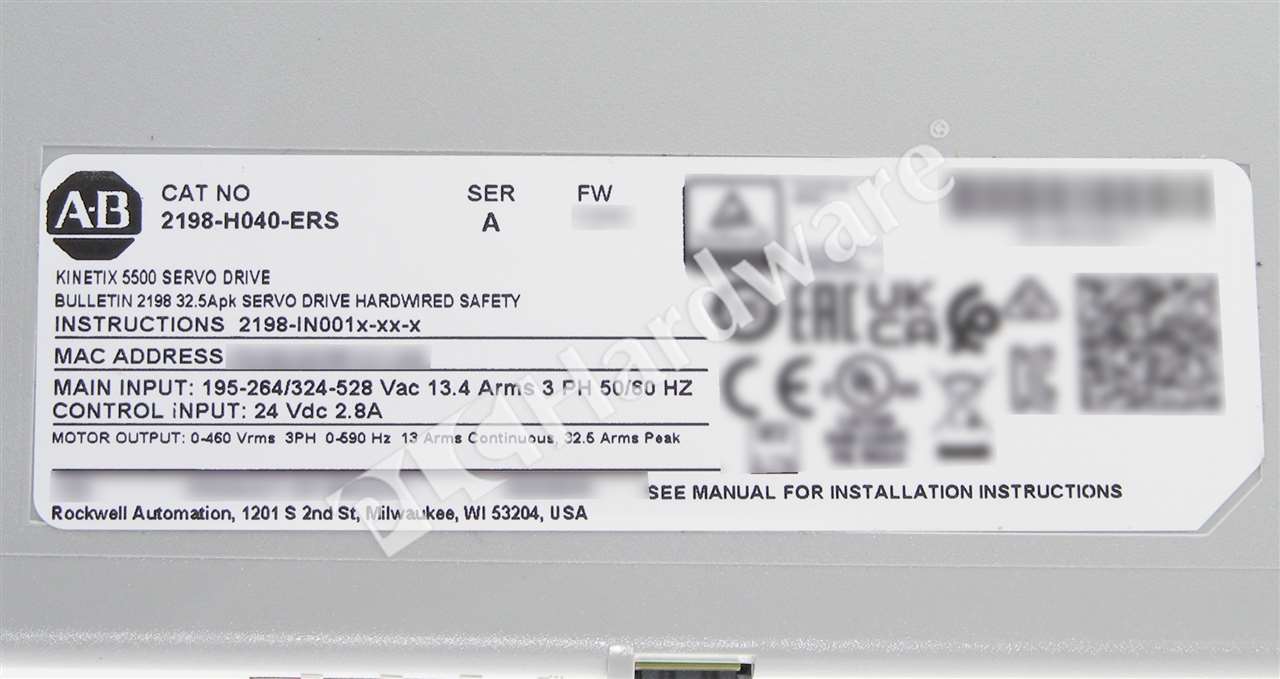 A-B
CAT NO
2198-H040-ERS
SER
A
FW
KINETIX 5500 SERVO DRIVE
BULLETIN 2198 32.5Apk SERVO DRIVE HARDWIRED SAFETY
INSTRUCTIONS 2198-IN001x-xx-x
MAC ADDRESS
MAIN INPUT: 195-264/324-528 Vac 13.4 Arms 3 PH 50/60 HZ
CONTROL INPUT: 24 Vdc 2.8A
MOTOR OUTPUT: 0-460 Vrms 3PH 0-590 Hz 13 Arms Continuous, 32.5 Arms Peak
SEE MANUAL FOR INSTALLATION INSTRUCTIONS
Rockwell Automation, 1201 S 2nd St, Milwaukee, WI 53204, USA
EAC
UK
CA
CE
PLCHardware®